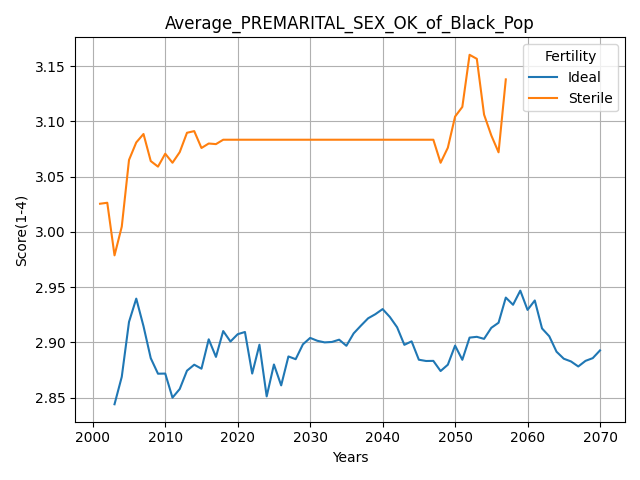 Average_PREMARITAL_SEX_OK_of_Black_Pop
Fertility
Ideal
Sterile
Score(1-4)
3.15
3.10
3.05
3.00
2.95
2.90
2.85
2000 2010 2020 2030 2040 2050 2060 2070
Years